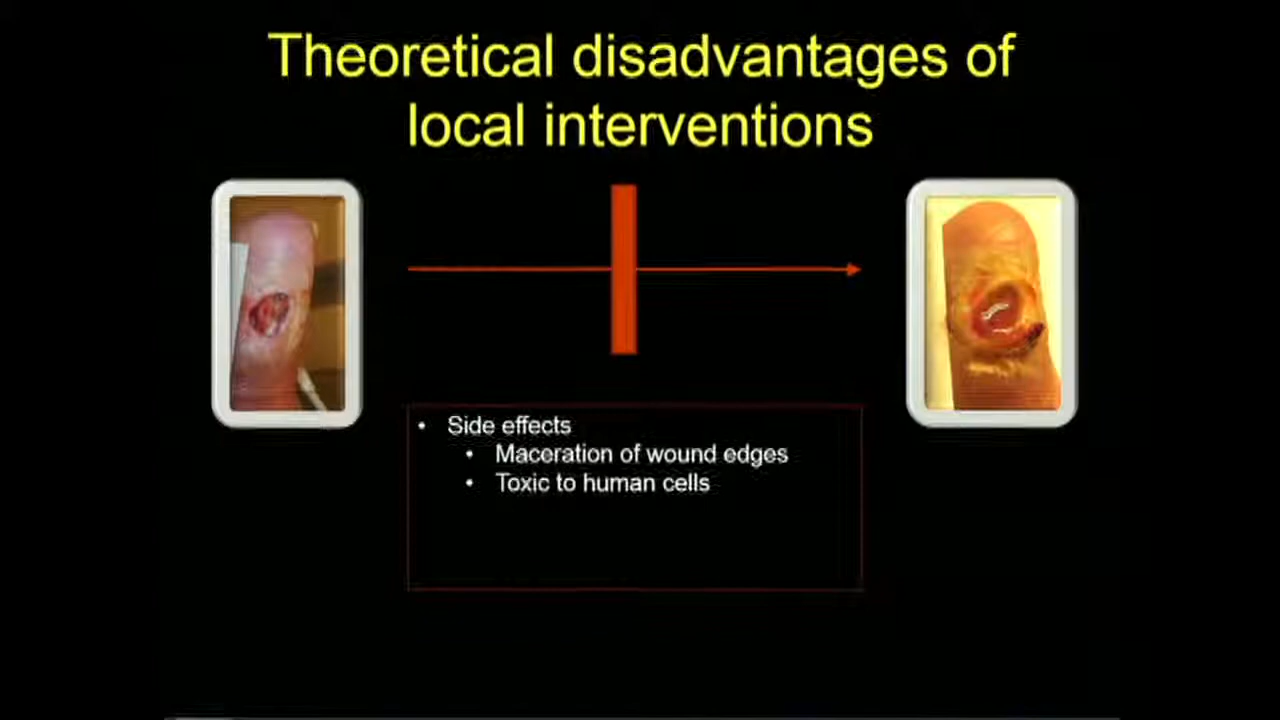 Theoretical disadvantages of
local interventions
• Side effects
• Maceration of wound edges
• Toxic to human cells